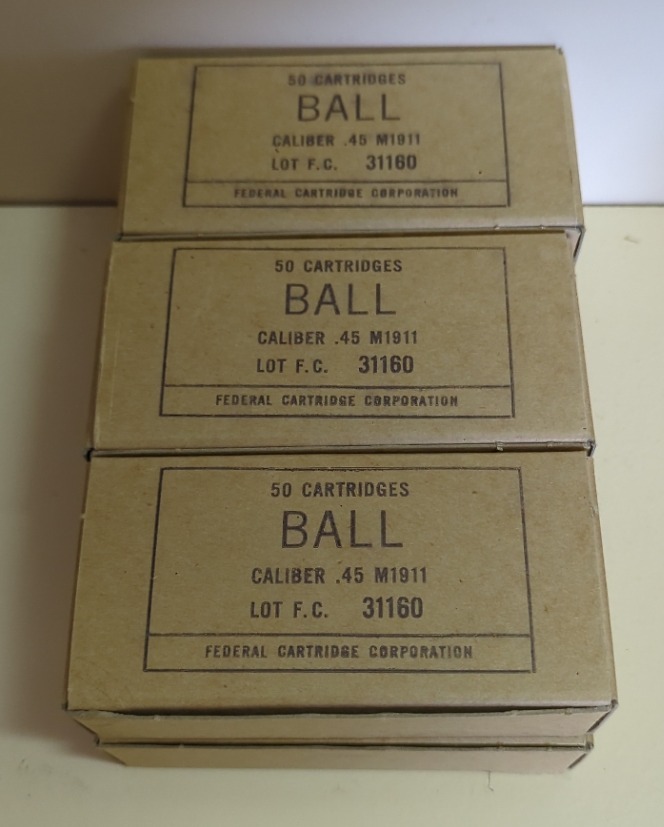 50 CARTRIDGES
BALL
CALIBER .45 M1911
LOT F.C. 31160
FEDERAL CARTRIDGE CORPORATION
50 CARTRIDGES
BALL
CALIBER .45 M1911
LOT F.C. 31160
FEDERAL CARTRIDGE CORPORATION
50 CARTRIDGES
BALL
CALIBER .45 M1911
LOT F.C. 31160
FEDERAL CARTRIDGE CORPORATION